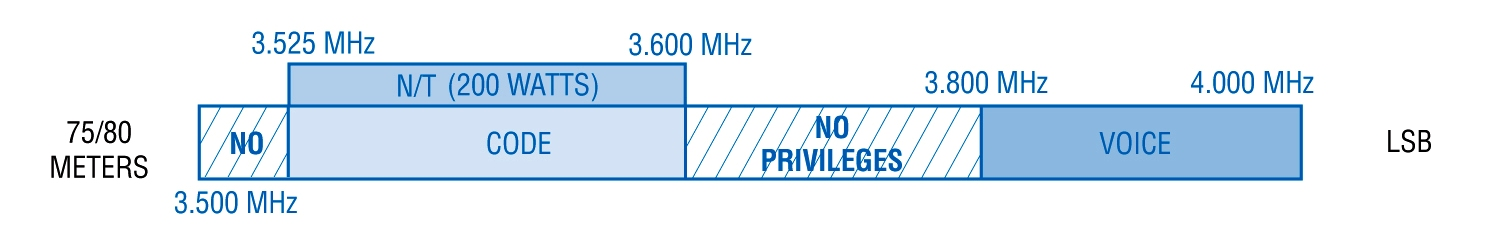 3.525 MHz
3.600 MHz
3.800 MHz
4.000 MHz
N/T (200 WATTS)
75/80
METERS
NO
CODE
NO
PRIVILEGES
VOICE
LSB
3.500 MHz